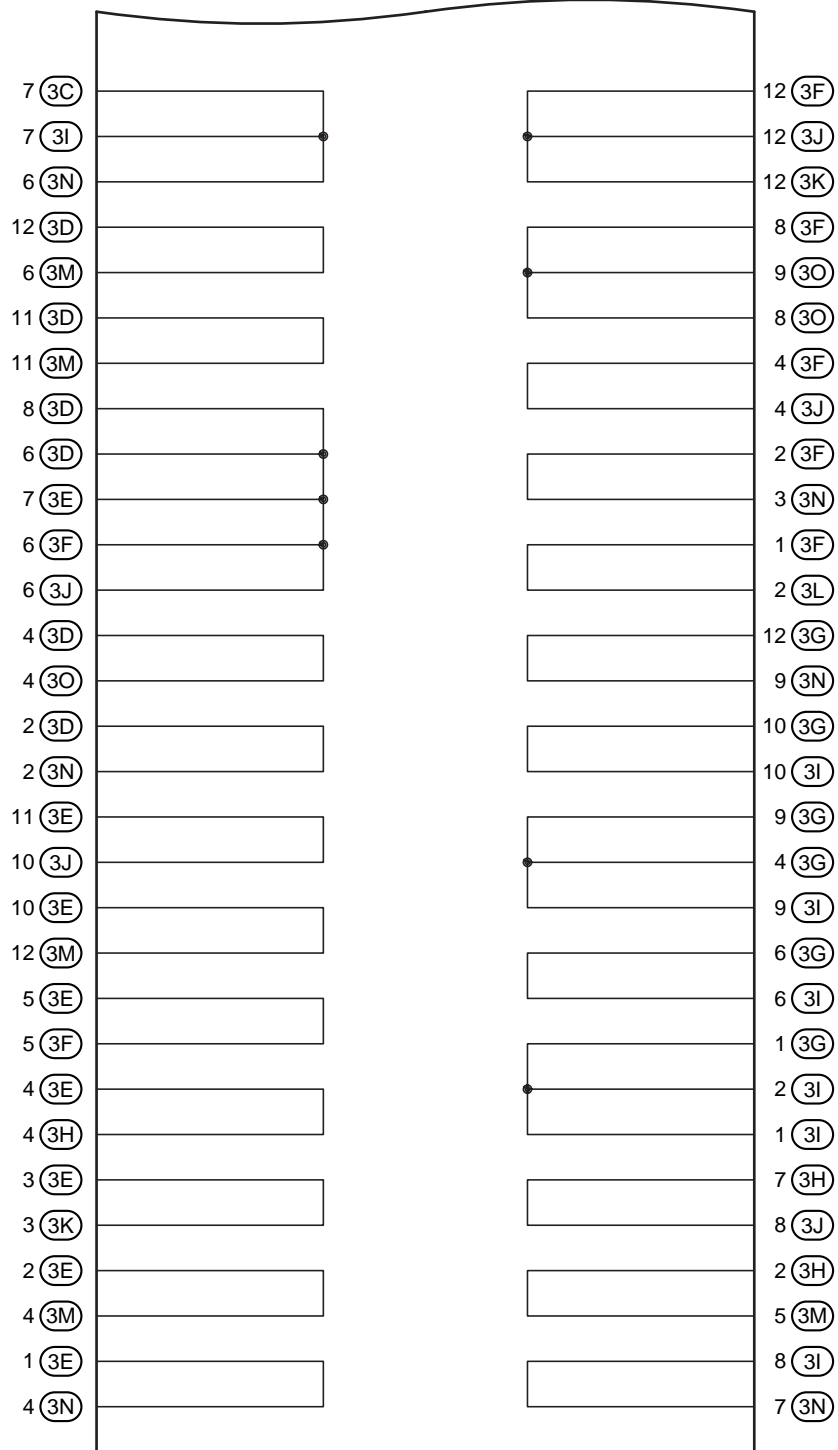 7 3C
7 3I
6 3N
12 3D
6 3M
11 3D
11 3M
8 3D
6 3D
7 3E
6 3F
6 3J
4 3D
4 3O
2 3D
2 3N
11 3E
10 3J
10 3E
12 3M
5 3E
5 3F
4 3E
4 3H
3 3E
3 3K
2 3E
4 3M
1 3E
4 3N
12 3F
12 3J
12 3K
8 3F
9 3O
8 3O
4 3F
4 3J
2 3F
3 3N
1 3F
2 3L
12 3G
9 3N
10 3G
10 3I
9 3G
4 3G
9 3I
6 3G
6 3I
1 3G
2 3I
1 3I
7 3H
8 3J
2 3H
5 3M
8 3I
7 3N